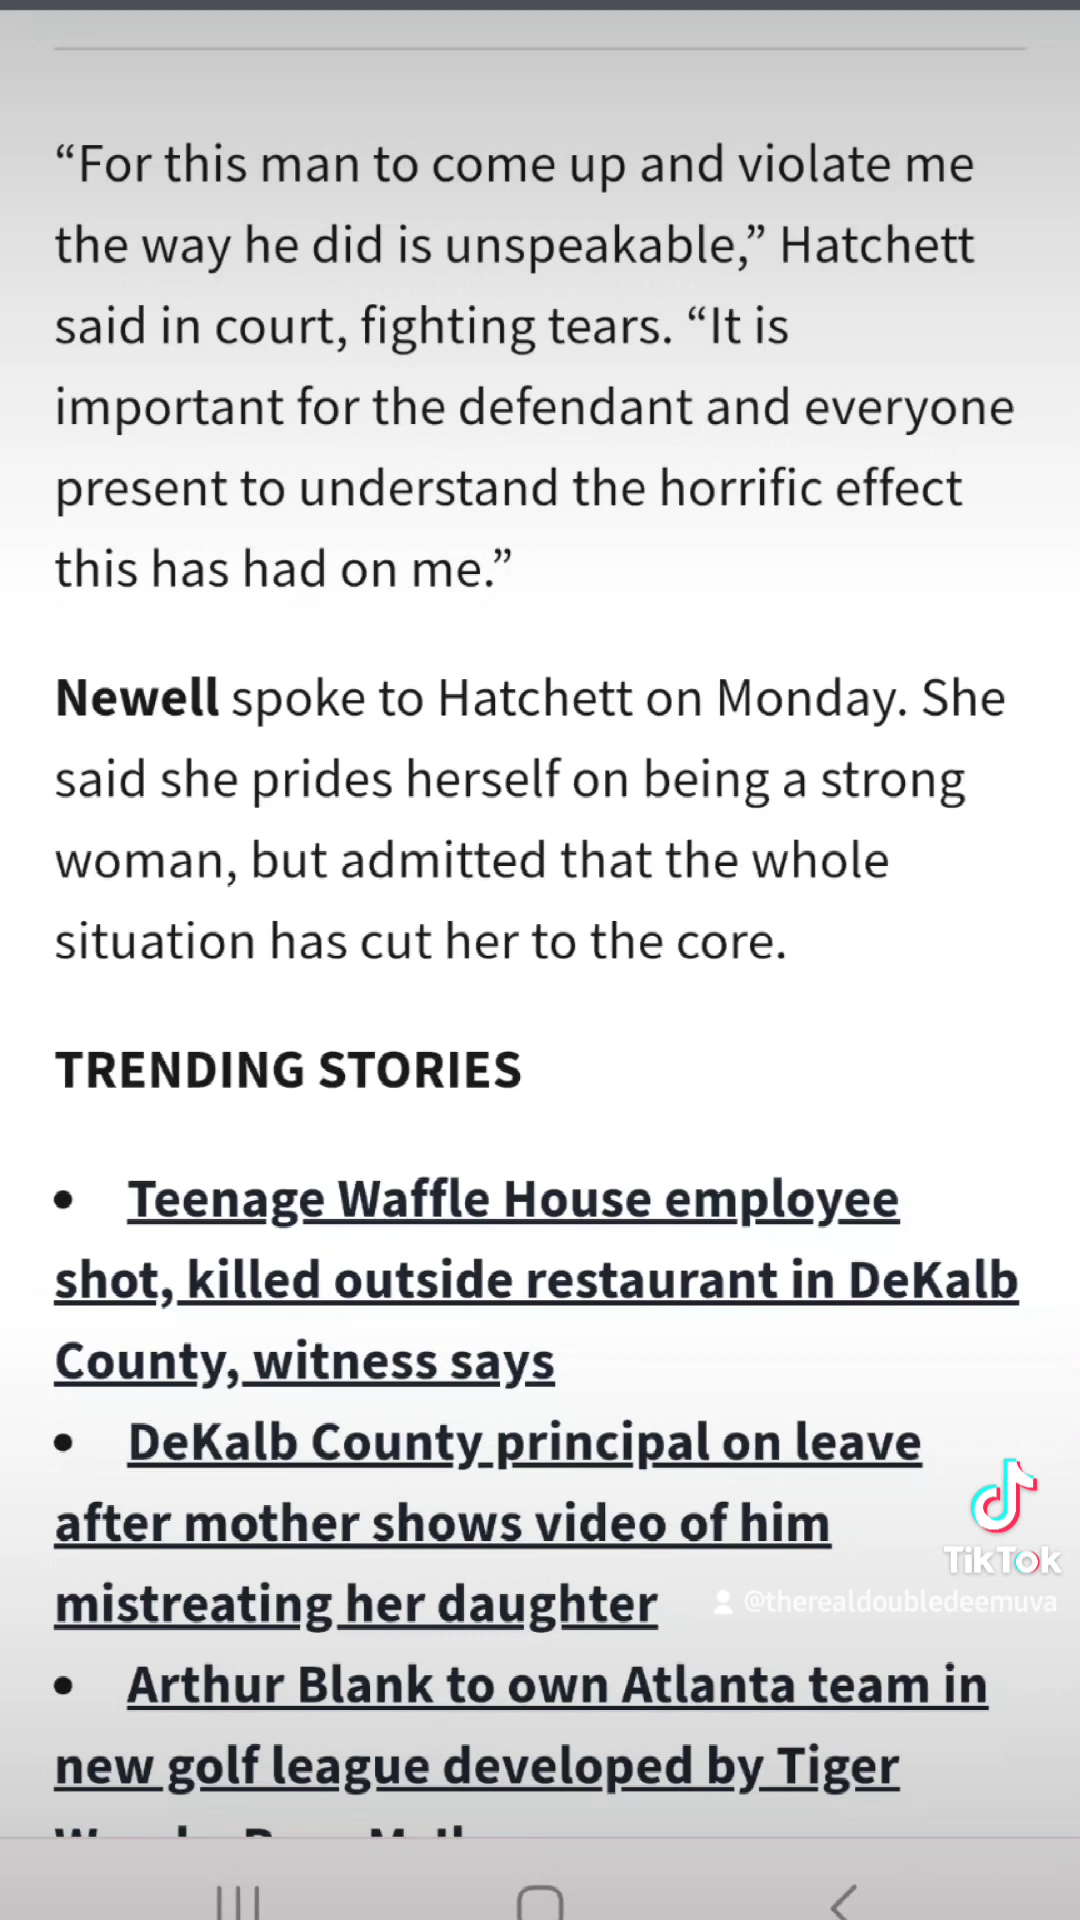 “For this man to come up and violate me
the way he did is unspeakable,” Hatchett
said in court, fighting tears. “It is
important for the defendant and everyone
present to understand the horrific effect
this has had on me.”
Newell spoke to Hatchett on Monday. She
said she prides herself on being a strong
woman, but admitted that the whole
situation has cut her to the core.
TRENDING STORIES
• Teenage Waffle House employee
shot, killed outside restaurant in DeKalb
County, witness says
• DeKalb County principal on leave
after mother shows video of him
mistreating her daughter
• Arthur Blank to own Atlanta team in
new golf league developed by Tiger
TikTok
@therealdoubledeemuva